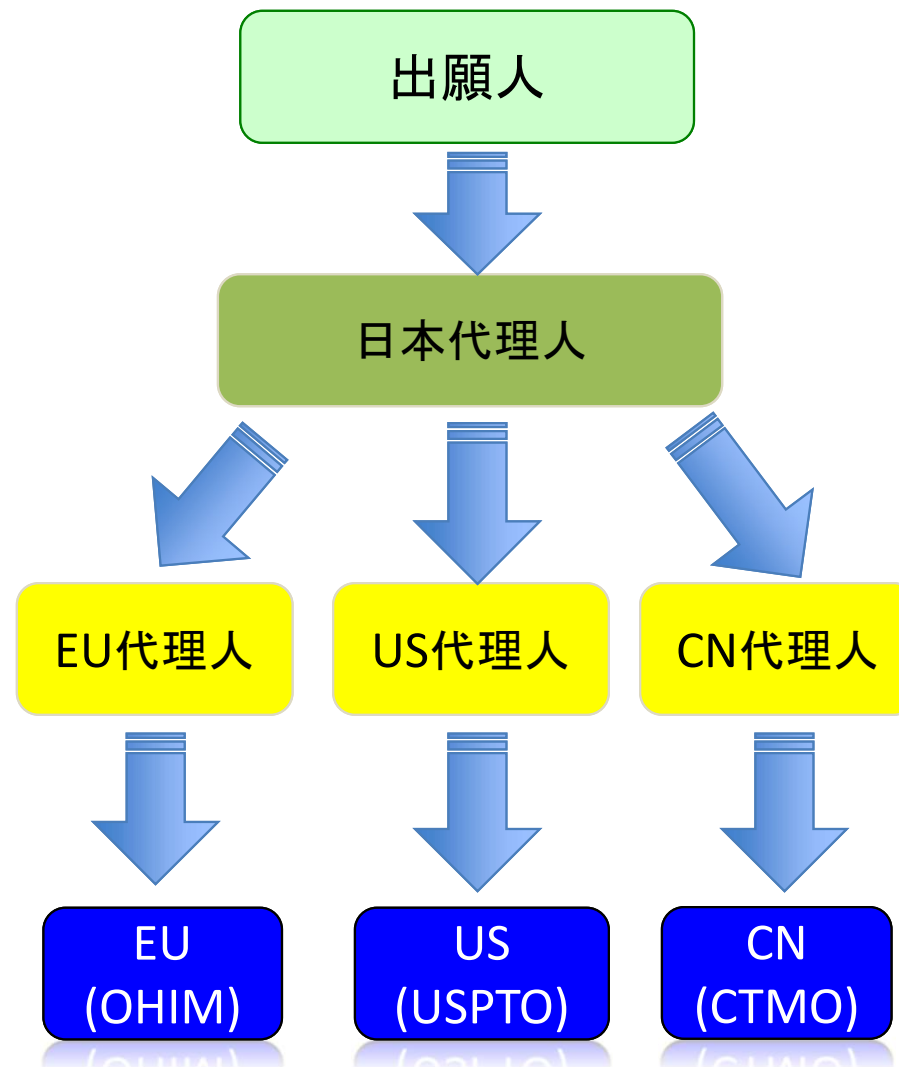 出願人
日本代理人
EU代理人
US代理人
CN代理人
EU
(OHIM)
US
(USPTO)
CN
(CTMO)